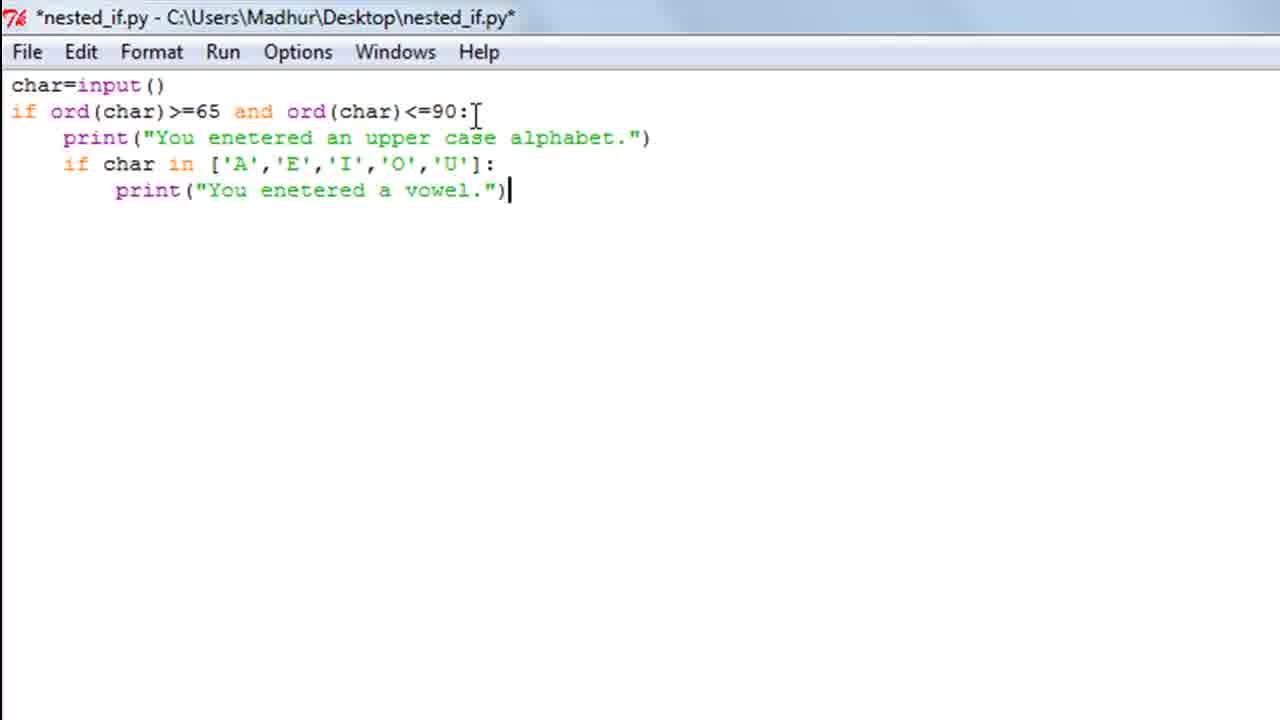 *nested_if.py - C:\Users\Madhur\Desktop\nested_if.py*
File Edit Format Run Options Windows Help
char=input()
if ord(char)>=65 and ord(char)<=90:
    print("You enetered an upper case alphabet.")
    if char in ['A','E','I','O','U']:
        print("You enetered a vowel.")